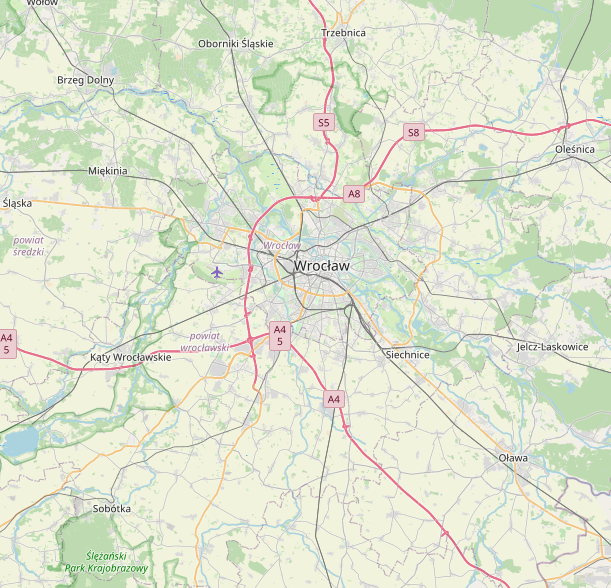 Wołów
Trzebnica
Oborniki Śląskie
Brzeg Dolny
S5
S8
Oleśnica
Miękinia
A8
Śląska
powiat
średzki
Wrocław
Wrocław
A4
5
A4
5
powiat
wrocławski
Kąty Wrocławskie
Siechnice
Jelcz-Laskowice
A4
Oława
Sobótka
Ślężański
Park Krajobrazowy